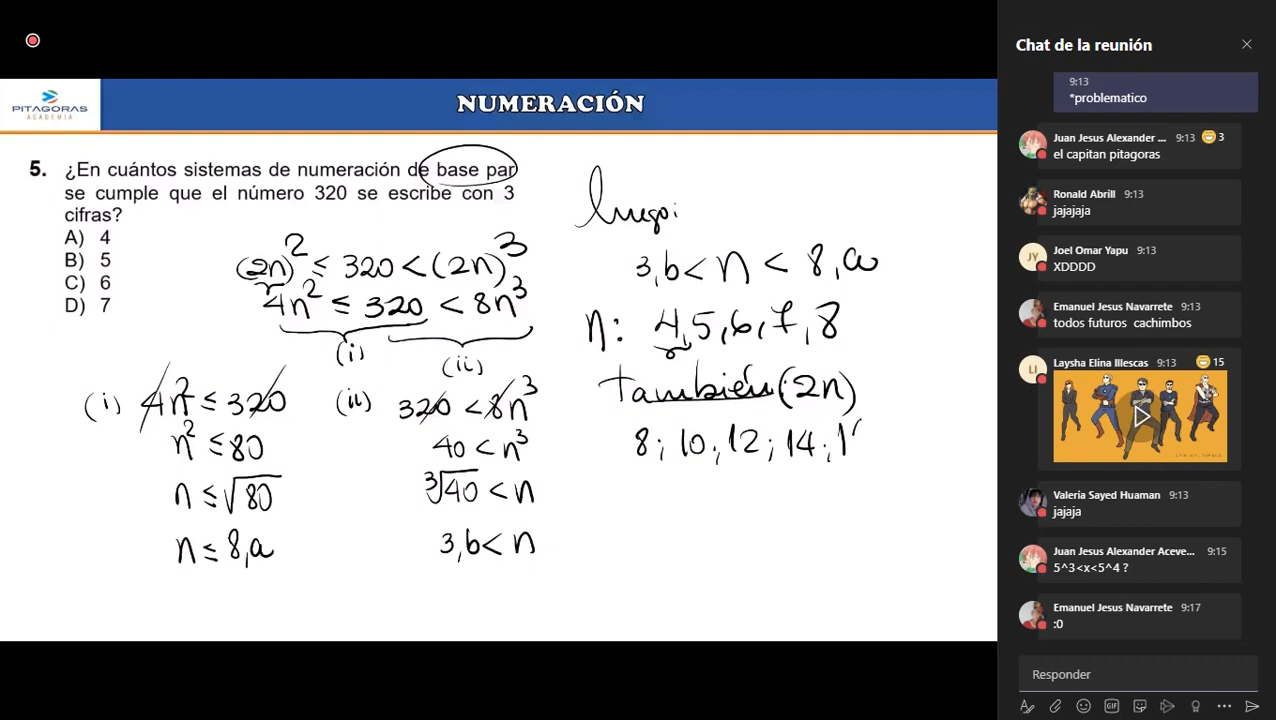 PITAGORAS
ACADEMIA
NUMERACIÓN
5. ¿En cuántos sistemas de numeración de base par
se cumple que el número 320 se escribe con 3
cifras?
A) 4
B) 5
C) 6
D) 7
(2n)² ≤ 320 < (2n)³
4n² ≤ 320 < 8n³
(i)
(ii)
(i) 4n² ≤ 320
n² ≤ 80
n ≤ √80
n ≤ 8,a
(ii) 320 < 8n³
40 < n³
³√40 < n
3,b < n
luego:
3,b < n < 8,a
n: 4,5,6,7,8
también (2n)
8; 10; 12; 14; 1
Chat de la reunión
9:13
*problematico
Juan Jesus Alexander ... 9:13 3
el capitan pitagoras
Ronald Abrill 9:13
jajajaja
JY
Joel Omar Yapu 9:13
XDDDD
Emanuel Jesus Navarrete 9:13
todos futuros cachimbos
LI
Laysha Elina Illescas 9:13 15
Valeria Sayed Huaman 9:13
jajaja
Juan Jesus Alexander Aceve... 9:15
5^3<x<5^4 ?
Emanuel Jesus Navarrete 9:17
:0
Responder
GIF